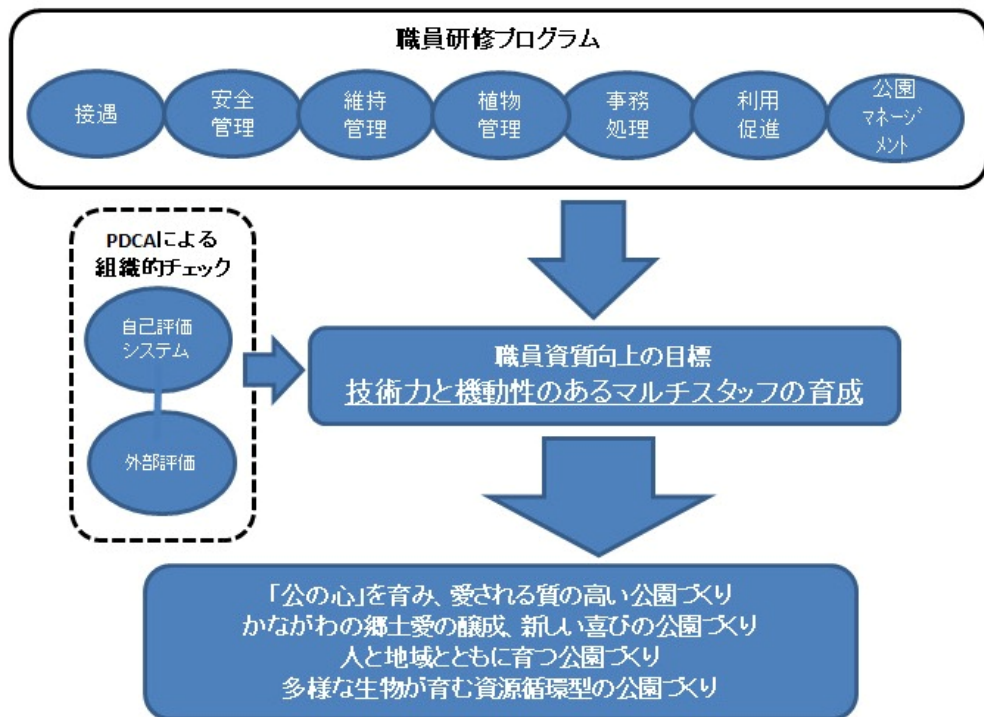 職員研修プログラム
接遇
安全
管理
維持
管理
植物
管理
事務
処理
利用
促進
公園
マネージ
メント
PDCAによる
組織的チェック
自己評価
システム
外部評価
職員資質向上の目標
技術力と機動性のあるマルチスタッフの育成
「公の心」を育み、愛される質の高い公園づくり
かながわの郷土愛の醸成、新しい喜びの公園づくり
人と地域とともに育つ公園づくり
多様な生物が育む資源循環型の公園づくり